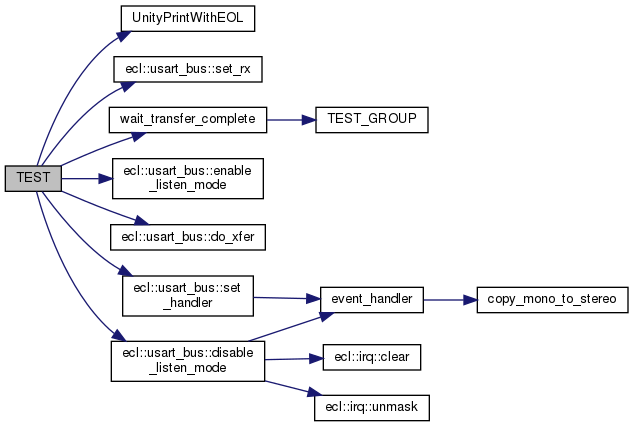 UnityPrintWithEOL
ecl::usart_bus::set_rx
wait_transfer_complete
TEST_GROUP
TEST
ecl::usart_bus::enable
_listen_mode
ecl::usart_bus::do_xfer
ecl::usart_bus::set
_handler
event_handler
copy_mono_to_stereo
ecl::usart_bus::disable
_listen_mode
ecl::irq::clear
ecl::irq::unmask